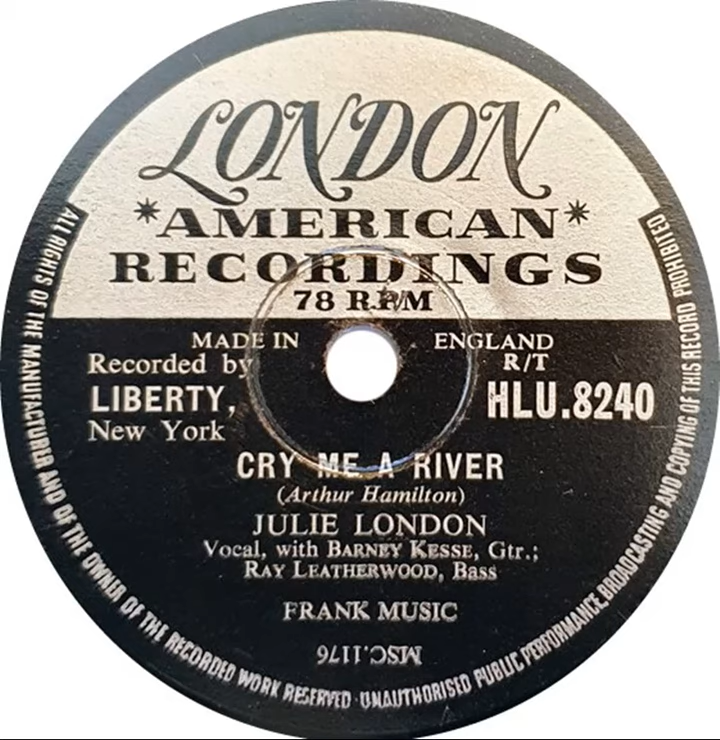 LONDON
*AMERICAN*
RECORDINGS
78 RPM
MADE IN ENGLAND
Recorded by
LIBERTY,
New York
R/T
HLU.8240
CRY ME A RIVER
(Arthur Hamilton)
JULIE LONDON
Vocal, with BARNEY KESSE, Gtr.;
RAY LEATHERWOOD, Bass
FRANK MUSIC
MSC.1176
ALL RIGHTS OF THE MANUFACTURER AND OF THE OWNER OF THE RECORDED WORK RESERVED · UNAUTHORISED PUBLIC PERFORMANCE BROADCASTING AND COPYING OF THIS RECORD PROHIBITED